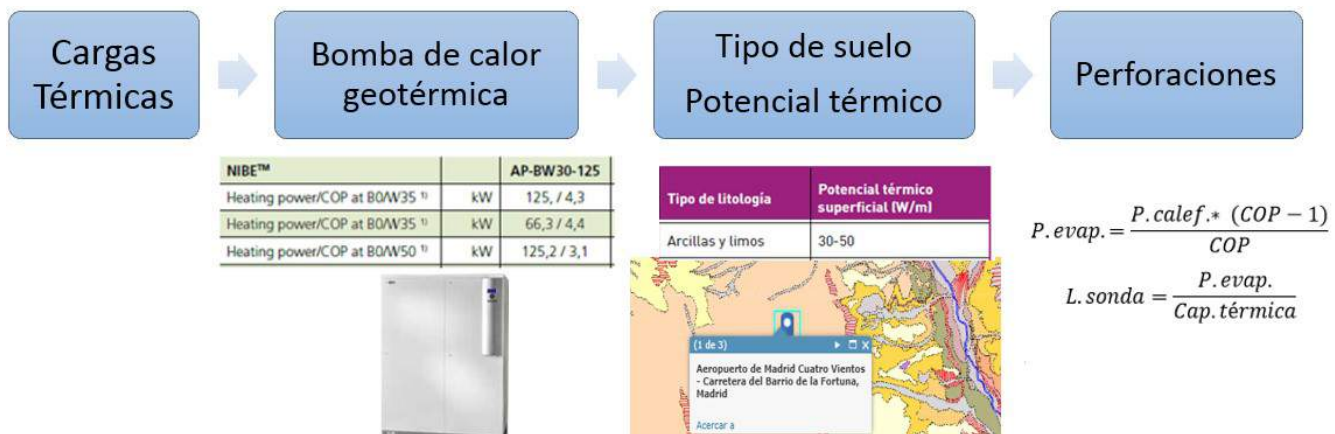 Cargas
Térmicas
Bomba de calor
geotérmica
Tipo de suelo
Potencial térmico
Perforaciones
NIBE™ AP-BW30-125
Heating power/COP at B0/W35 ¹⁾ kW 125, / 4,3
Heating power/COP at B0/W35 ¹⁾ kW 66,3 / 4,4
Heating power/COP at B0/W50 ¹⁾ kW 125,2 / 3,1
Tipo de litología Potencial térmico
superficial (W/m)
Arcillas y limos 30-50
(1 de 3)
Aeropuerto de Madrid Cuatro Vientos
- Carretera del Barrio de la Fortuna,
Madrid
Acercar a
P.evap.= P.calef.* (COP − 1) / COP
L.sonda = P.evap. / Cap.térmica